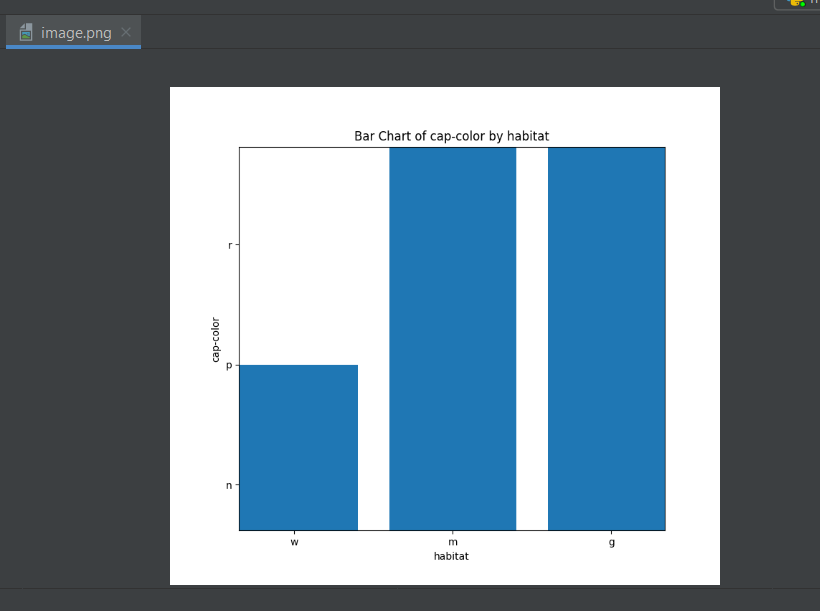 image.png
Bar Chart of cap-color by habitat
r
cap-color
p
n
w m g
habitat